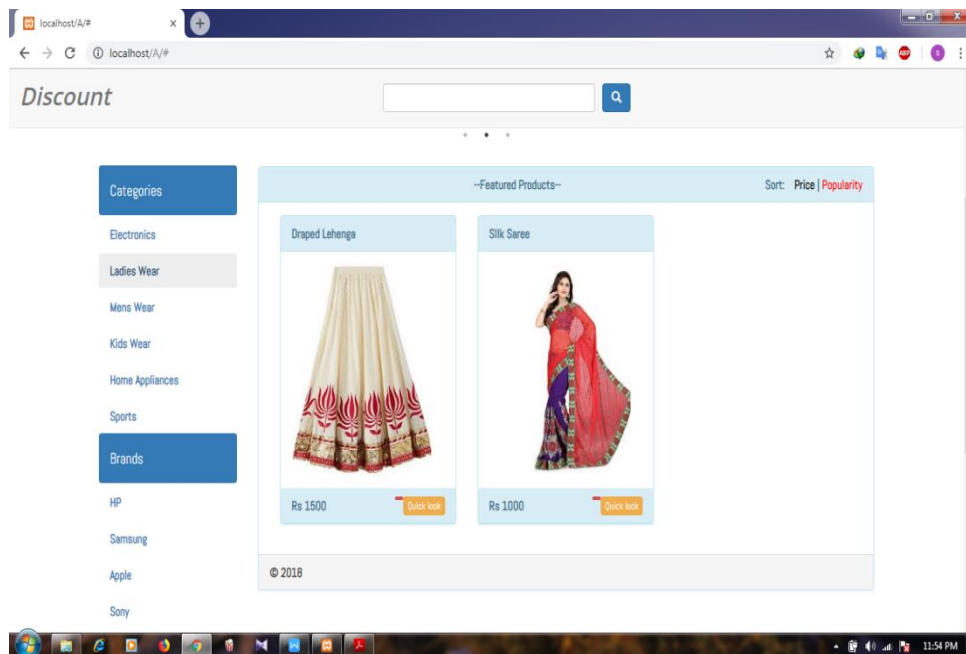 localhost/A/#
localhost/A/#
Discount
Categories
Electronics
Ladies Wear
Mens Wear
Kids Wear
Home Appliances
Sports
Brands
HP
Samsung
Apple
Sony
--Featured Products--
Sort: Price | Popularity
Draped Lehenga
SIlk Saree
Rs 1500
Quick look
Rs 1000
Quick look
© 2018
11:54 PM